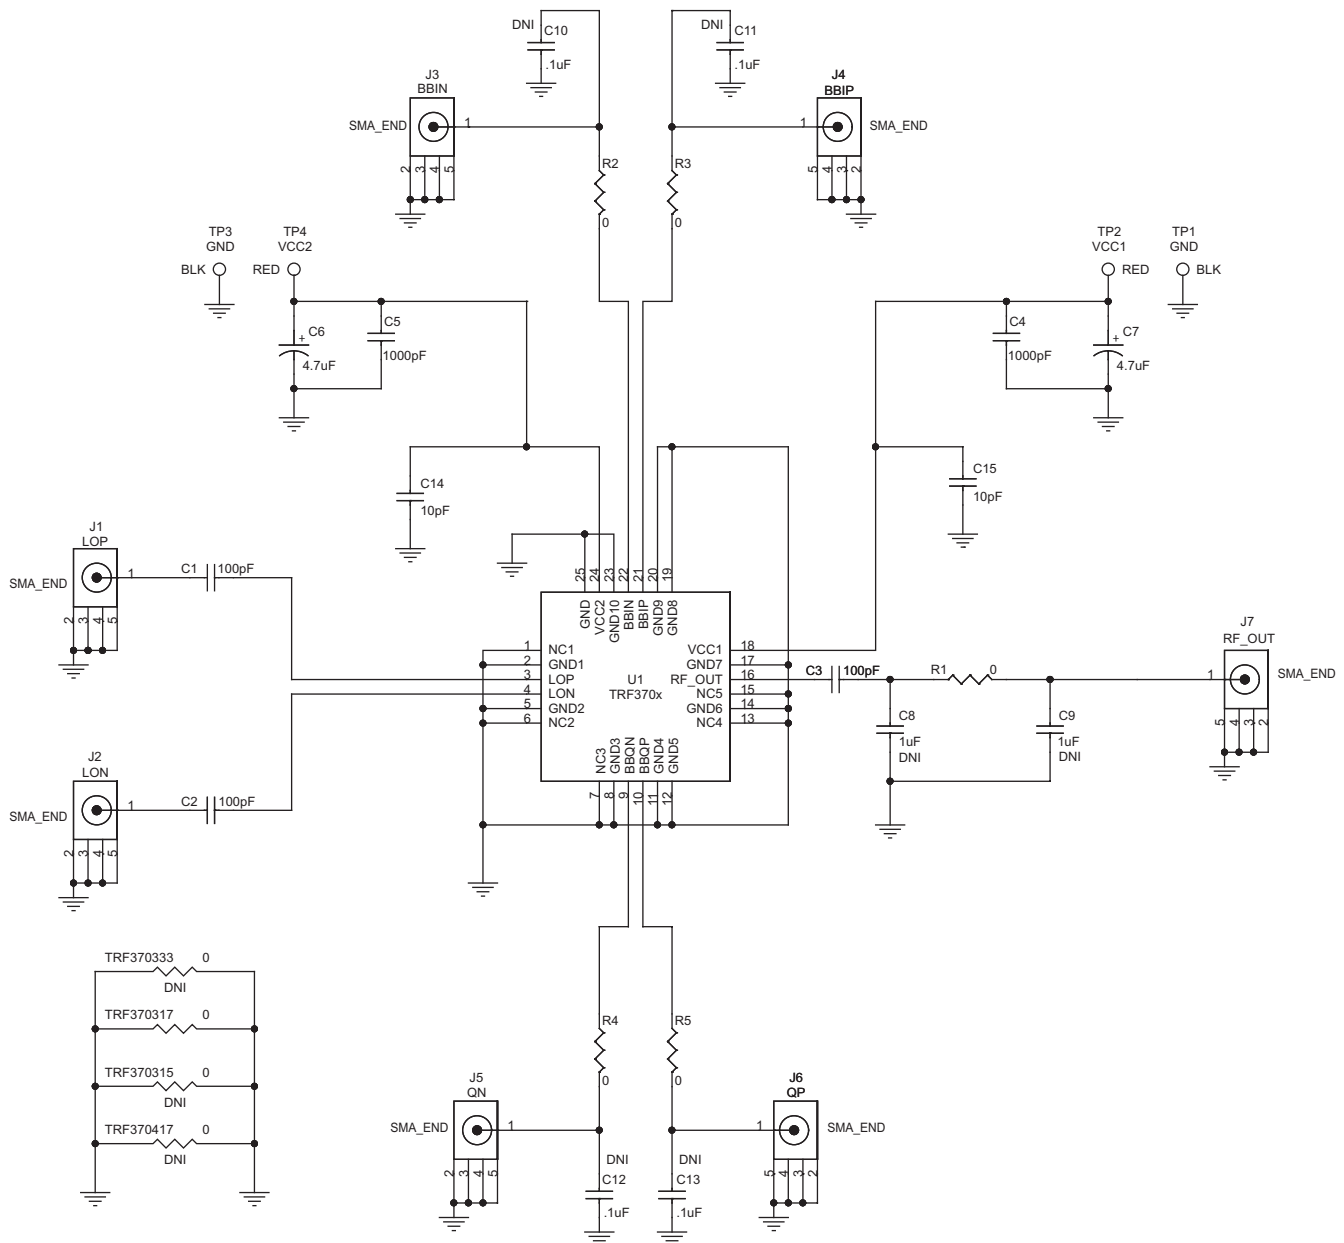 DNI
C10
.1uF
DNI
C11
.1uF
J3
BBIN
SMA_END
1
2
3
4
5
J4
BBIP
SMA_END
1
5
4
3
2
R2
0
R3
0
TP3
GND
BLK
TP4
VCC2
RED
TP2
VCC1
RED
TP1
GND
BLK
C6
+
4.7uF
C5
1000pF
C4
1000pF
C7
+
4.7uF
C14
10pF
C15
10pF
J1
LOP
SMA_END
1
2
3
4
5
C1
100pF
25
24
23
22
21
20
19
GND
VCC2
GND10
BBIN
BBIP
GND9
GND8
1
NC1
2
GND1
3
LOP
4
LON
5
GND2
6
NC2
U1
TRF370x
VCC1
18
GND7
17
RF_OUT
16
NC5
15
GND6
14
NC4
13
NC3
GND3
BBQN
BBQP
GND4
GND5
7
8
9
10
11
12
C3
100pF
R1
0
C8
1uF
DNI
C9
1uF
DNI
J7
RF_OUT
SMA_END
1
5
4
3
2
J2
LON
SMA_END
1
2
3
4
5
C2
100pF
TRF370333
0
DNI
TRF370317
0
TRF370315
0
DNI
TRF370417
0
DNI
R4
0
R5
0
J5
QN
SMA_END
1
2
3
4
5
J6
QP
SMA_END
1
5
4
3
2
DNI
C12
.1uF
DNI
C13
.1uF